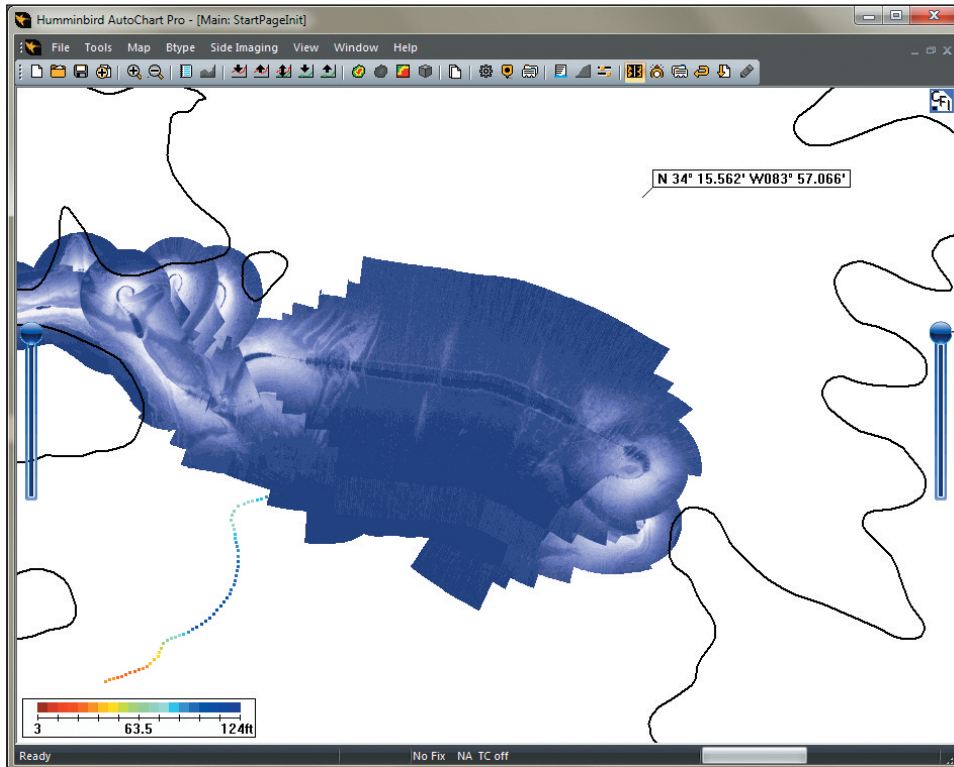 Humminbird AutoChart Pro - [Main: StartPageInit]
File Tools Map Btype Side Imaging View Window Help
CFI
N 34° 15.562' W083° 57.066'
3 63.5 124ft
Ready No Fix NA TC off